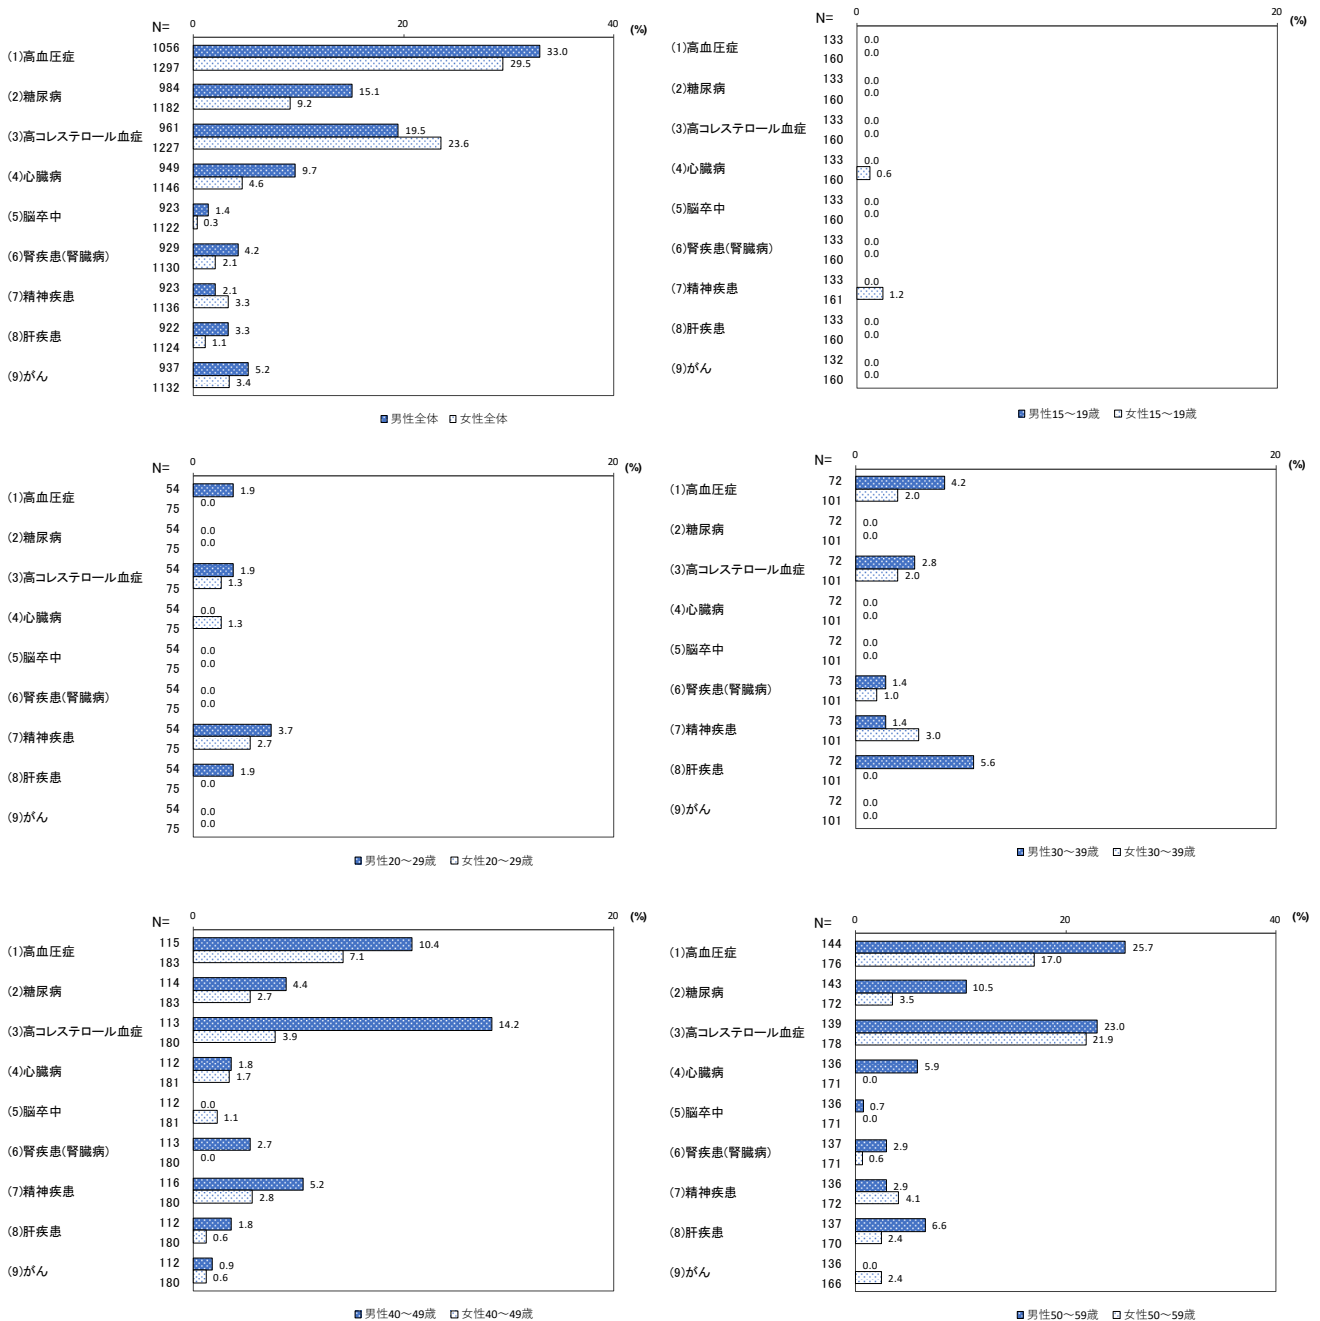 N= 0 20 40 (%)
(1)高血圧症 1056 33.0
1297 29.5
(2)糖尿病 984 15.1
1182 9.2
(3)高コレステロール血症 961 19.5
1227 23.6
(4)心臓病 949 9.7
1146 4.6
(5)脳卒中 923 1.4
1122 0.3
(6)腎疾患(腎臓病) 929 4.2
1130 2.1
(7)精神疾患 923 2.1
1136 3.3
(8)肝疾患 922 3.3
1124 1.1
(9)がん 937 5.2
1132 3.4
男性全体 女性全体
N= 0 20 (%)
(1)高血圧症 133 0.0
160 0.0
(2)糖尿病 133 0.0
160 0.0
(3)高コレステロール血症 133 0.0
160 0.0
(4)心臓病 133 0.0
160 0.6
(5)脳卒中 133 0.0
160 0.0
(6)腎疾患(腎臓病) 133 0.0
160 0.0
(7)精神疾患 133 0.0
161 1.2
(8)肝疾患 133 0.0
160 0.0
(9)がん 132 0.0
160 0.0
男性15~19歳 女性15~19歳
N= 0 20 (%)
(1)高血圧症 54 1.9
75 0.0
(2)糖尿病 54 0.0
75 0.0
(3)高コレステロール血症 54 1.9
75 1.3
(4)心臓病 54 0.0
75 1.3
(5)脳卒中 54 0.0
75 0.0
(6)腎疾患(腎臓病) 54 0.0
75 0.0
(7)精神疾患 54 3.7
75 2.7
(8)肝疾患 54 1.9
75 0.0
(9)がん 54 0.0
75 0.0
男性20~29歳 女性20~29歳
N= 0 20 (%)
(1)高血圧症 72 4.2
101 2.0
(2)糖尿病 72 0.0
101 0.0
(3)高コレステロール血症 72 2.8
101 2.0
(4)心臓病 72 0.0
101 0.0
(5)脳卒中 72 0.0
101 0.0
(6)腎疾患(腎臓病) 73 1.4
101 1.0
(7)精神疾患 73 1.4
101 3.0
(8)肝疾患 72 5.6
101 0.0
(9)がん 72 0.0
101 0.0
男性30~39歳 女性30~39歳
N= 0 20 (%)
(1)高血圧症 115 10.4
183 7.1
(2)糖尿病 114 4.4
183 2.7
(3)高コレステロール血症 113 14.2
180 3.9
(4)心臓病 112 1.8
181 1.7
(5)脳卒中 112 0.0
181 1.1
(6)腎疾患(腎臓病) 113 2.7
180 0.0
(7)精神疾患 116 5.2
180 2.8
(8)肝疾患 112 1.8
180 0.6
(9)がん 112 0.9
180 0.6
男性40~49歳 女性40~49歳
N= 0 20 40 (%)
(1)高血圧症 144 25.7
176 17.0
(2)糖尿病 143 10.5
172 3.5
(3)高コレステロール血症 139 23.0
178 21.9
(4)心臓病 136 5.9
171 0.0
(5)脳卒中 136 0.7
171 0.0
(6)腎疾患(腎臓病) 137 2.9
171 0.6
(7)精神疾患 136 2.9
172 4.1
(8)肝疾患 137 6.6
170 2.4
(9)がん 136 0.0
166 2.4
男性50~59歳 女性50~59歳